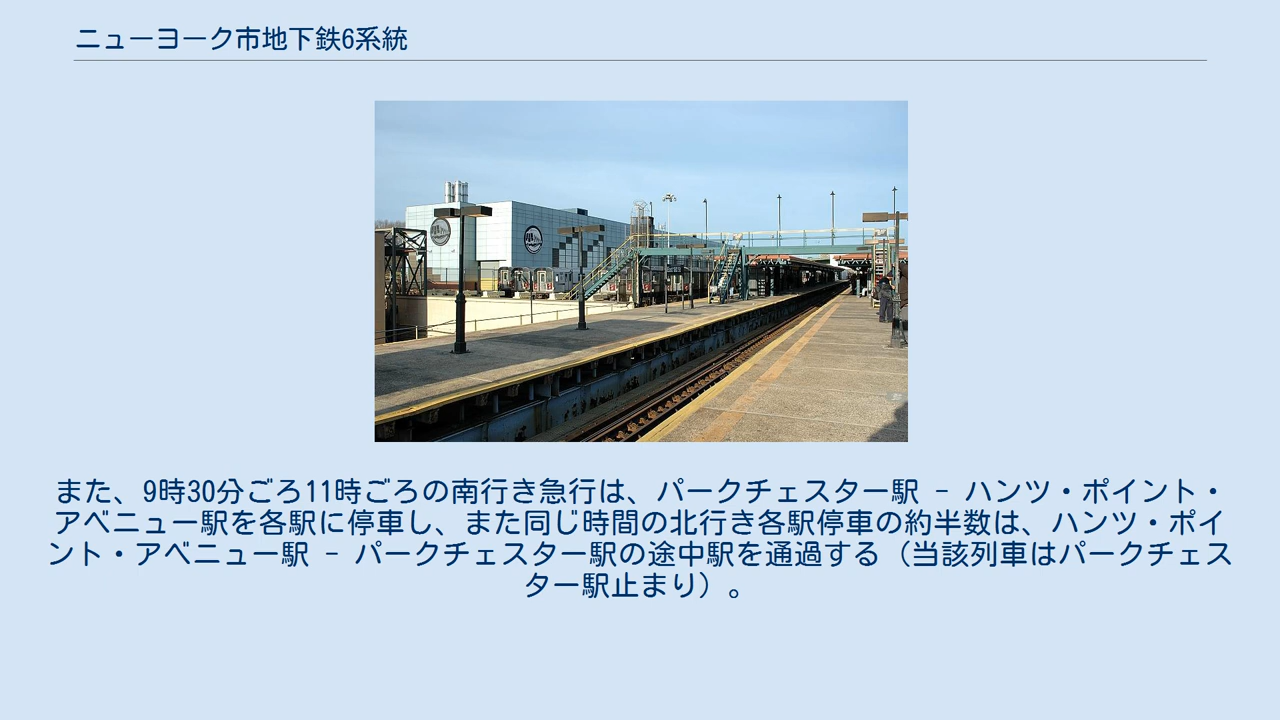 ニューヨーク市地下鉄6系統
また、9時30分ごろ11時ごろの南行き急行は、パークチェスター駅 - ハンツ・ポイント・
アベニュー駅を各駅に停車し、また同じ時間の北行き各駅停車の約半数は、ハンツ・ポイ
ント・アベニュー駅 - パークチェスター駅の途中駅を通過する（当該列車はパークチェス
ター駅止まり）。